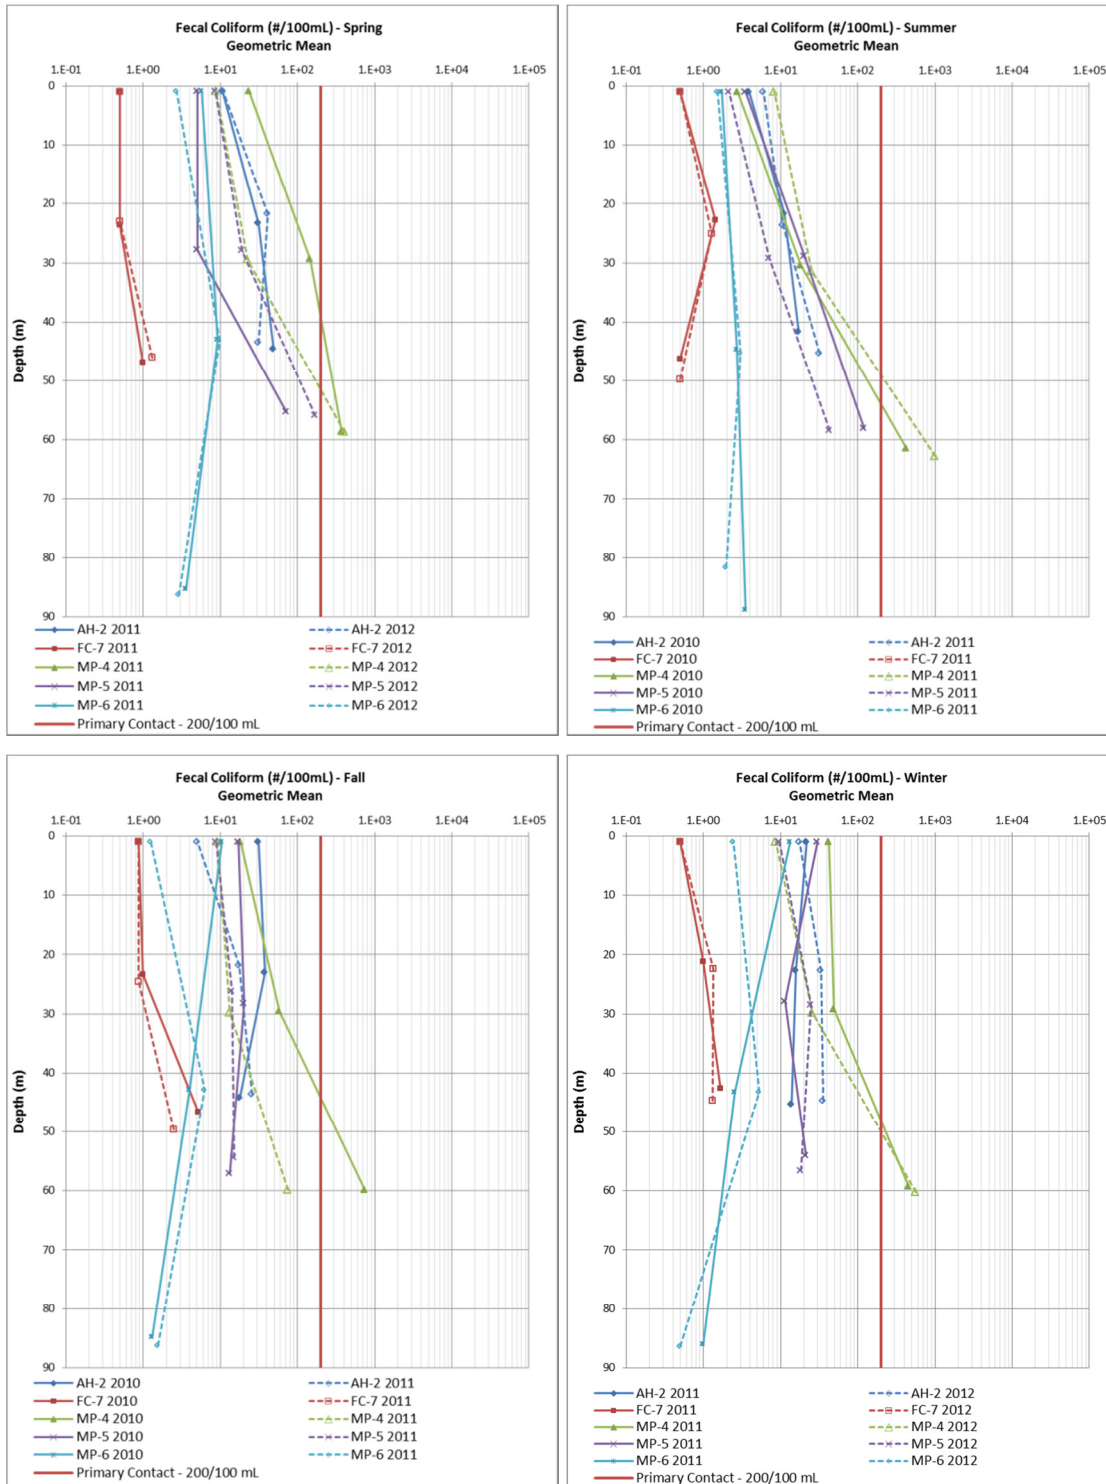 Fecal Coliform (#/100mL) - Spring
Geometric Mean
1.E-01 1.E+00 1.E+01 1.E+02 1.E+03 1.E+04 1.E+05
0
10
20
30
40
50
60
70
80
90
Depth (m)
AH-2 2011 AH-2 2012
FC-7 2011 FC-7 2012
MP-4 2011 MP-4 2012
MP-5 2011 MP-5 2012
MP-6 2011 MP-6 2012
Primary Contact - 200/100 mL
Fecal Coliform (#/100mL) - Summer
Geometric Mean
1.E-01 1.E+00 1.E+01 1.E+02 1.E+03 1.E+04 1.E+05
0
10
20
30
40
50
60
70
80
90
Depth (m)
AH-2 2010 AH-2 2011
FC-7 2010 FC-7 2011
MP-4 2010 MP-4 2011
MP-5 2010 MP-5 2011
MP-6 2010 MP-6 2011
Primary Contact - 200/100 mL
Fecal Coliform (#/100mL) - Fall
Geometric Mean
1.E-01 1.E+00 1.E+01 1.E+02 1.E+03 1.E+04 1.E+05
0
10
20
30
40
50
60
70
80
90
Depth (m)
AH-2 2010 AH-2 2011
FC-7 2010 FC-7 2011
MP-4 2010 MP-4 2011
MP-5 2010 MP-5 2011
MP-6 2010 MP-6 2011
Primary Contact - 200/100 mL
Fecal Coliform (#/100mL) - Winter
Geometric Mean
1.E-01 1.E+00 1.E+01 1.E+02 1.E+03 1.E+04 1.E+05
0
10
20
30
40
50
60
70
80
90
Depth (m)
AH-2 2011 AH-2 2012
FC-7 2011 FC-7 2012
MP-4 2011 MP-4 2012
MP-5 2011 MP-5 2012
MP-6 2011 MP-6 2012
Primary Contact - 200/100 mL